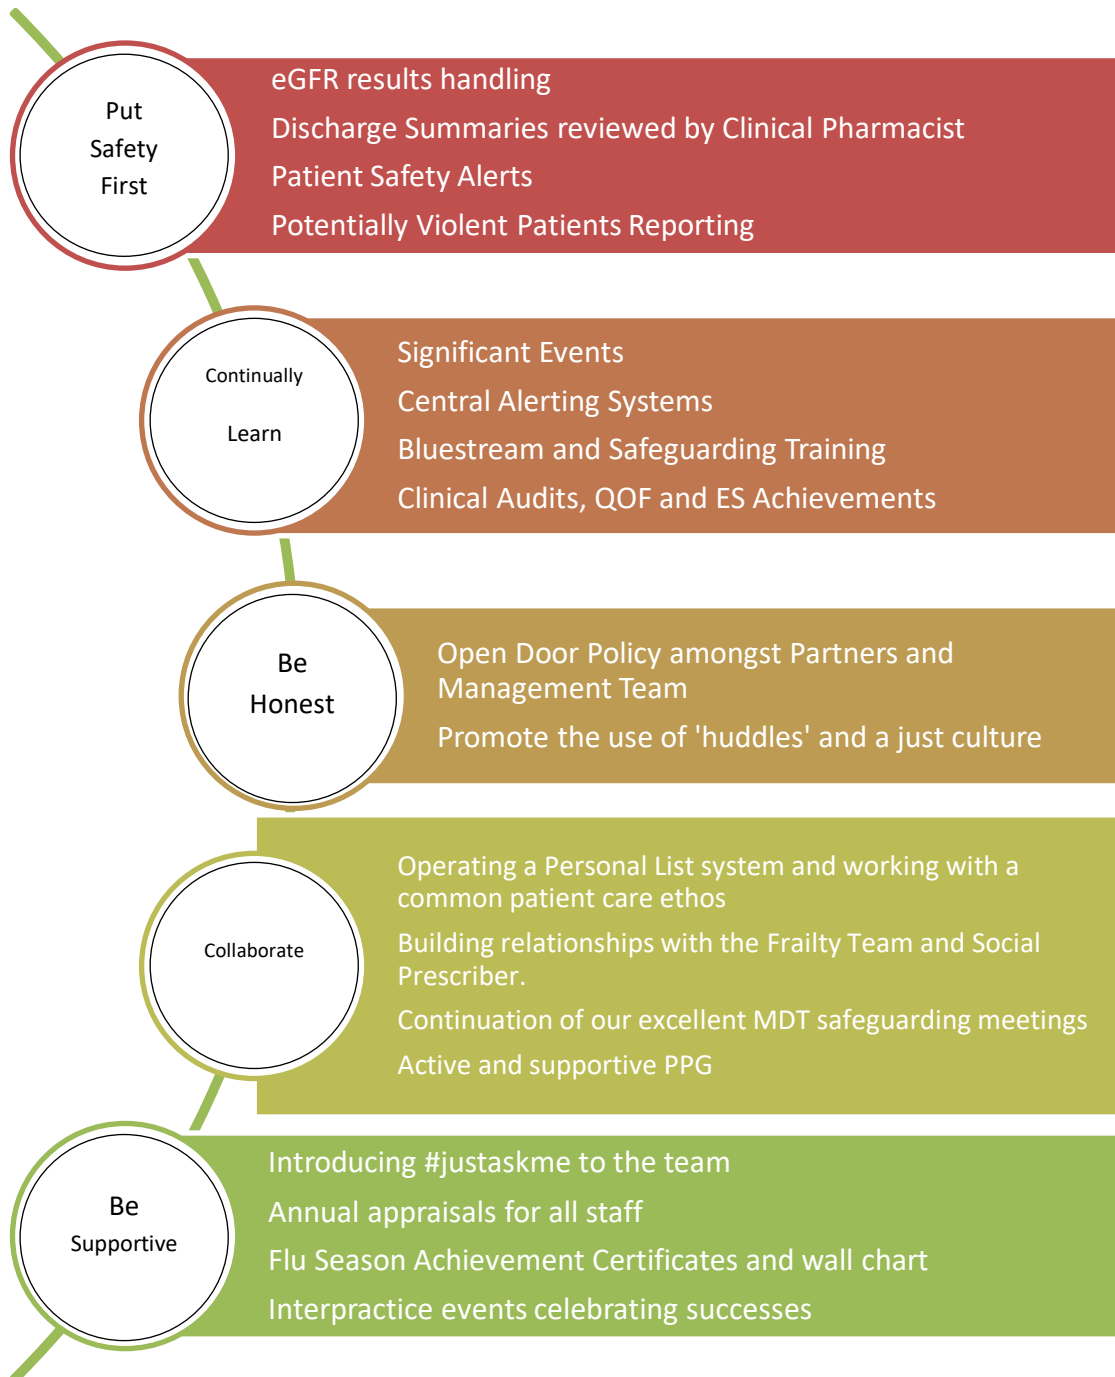 Put
Safety
First
eGFR results handling
Discharge Summaries reviewed by Clinical Pharmacist
Patient Safety Alerts
Potentially Violent Patients Reporting
Continually
Learn
Significant Events
Central Alerting Systems
Bluestream and Safeguarding Training
Clinical Audits, QOF and ES Achievements
Be
Honest
Open Door Policy amongst Partners and
Management Team
Promote the use of 'huddles' and a just culture
Collaborate
Operating a Personal List system and working with a
common patient care ethos
Building relationships with the Frailty Team and Social
Prescriber.
Continuation of our excellent MDT safeguarding meetings
Active and supportive PPG
Be
Supportive
Introducing #justaskme to the team
Annual appraisals for all staff
Flu Season Achievement Certificates and wall chart
Interpractice events celebrating successes